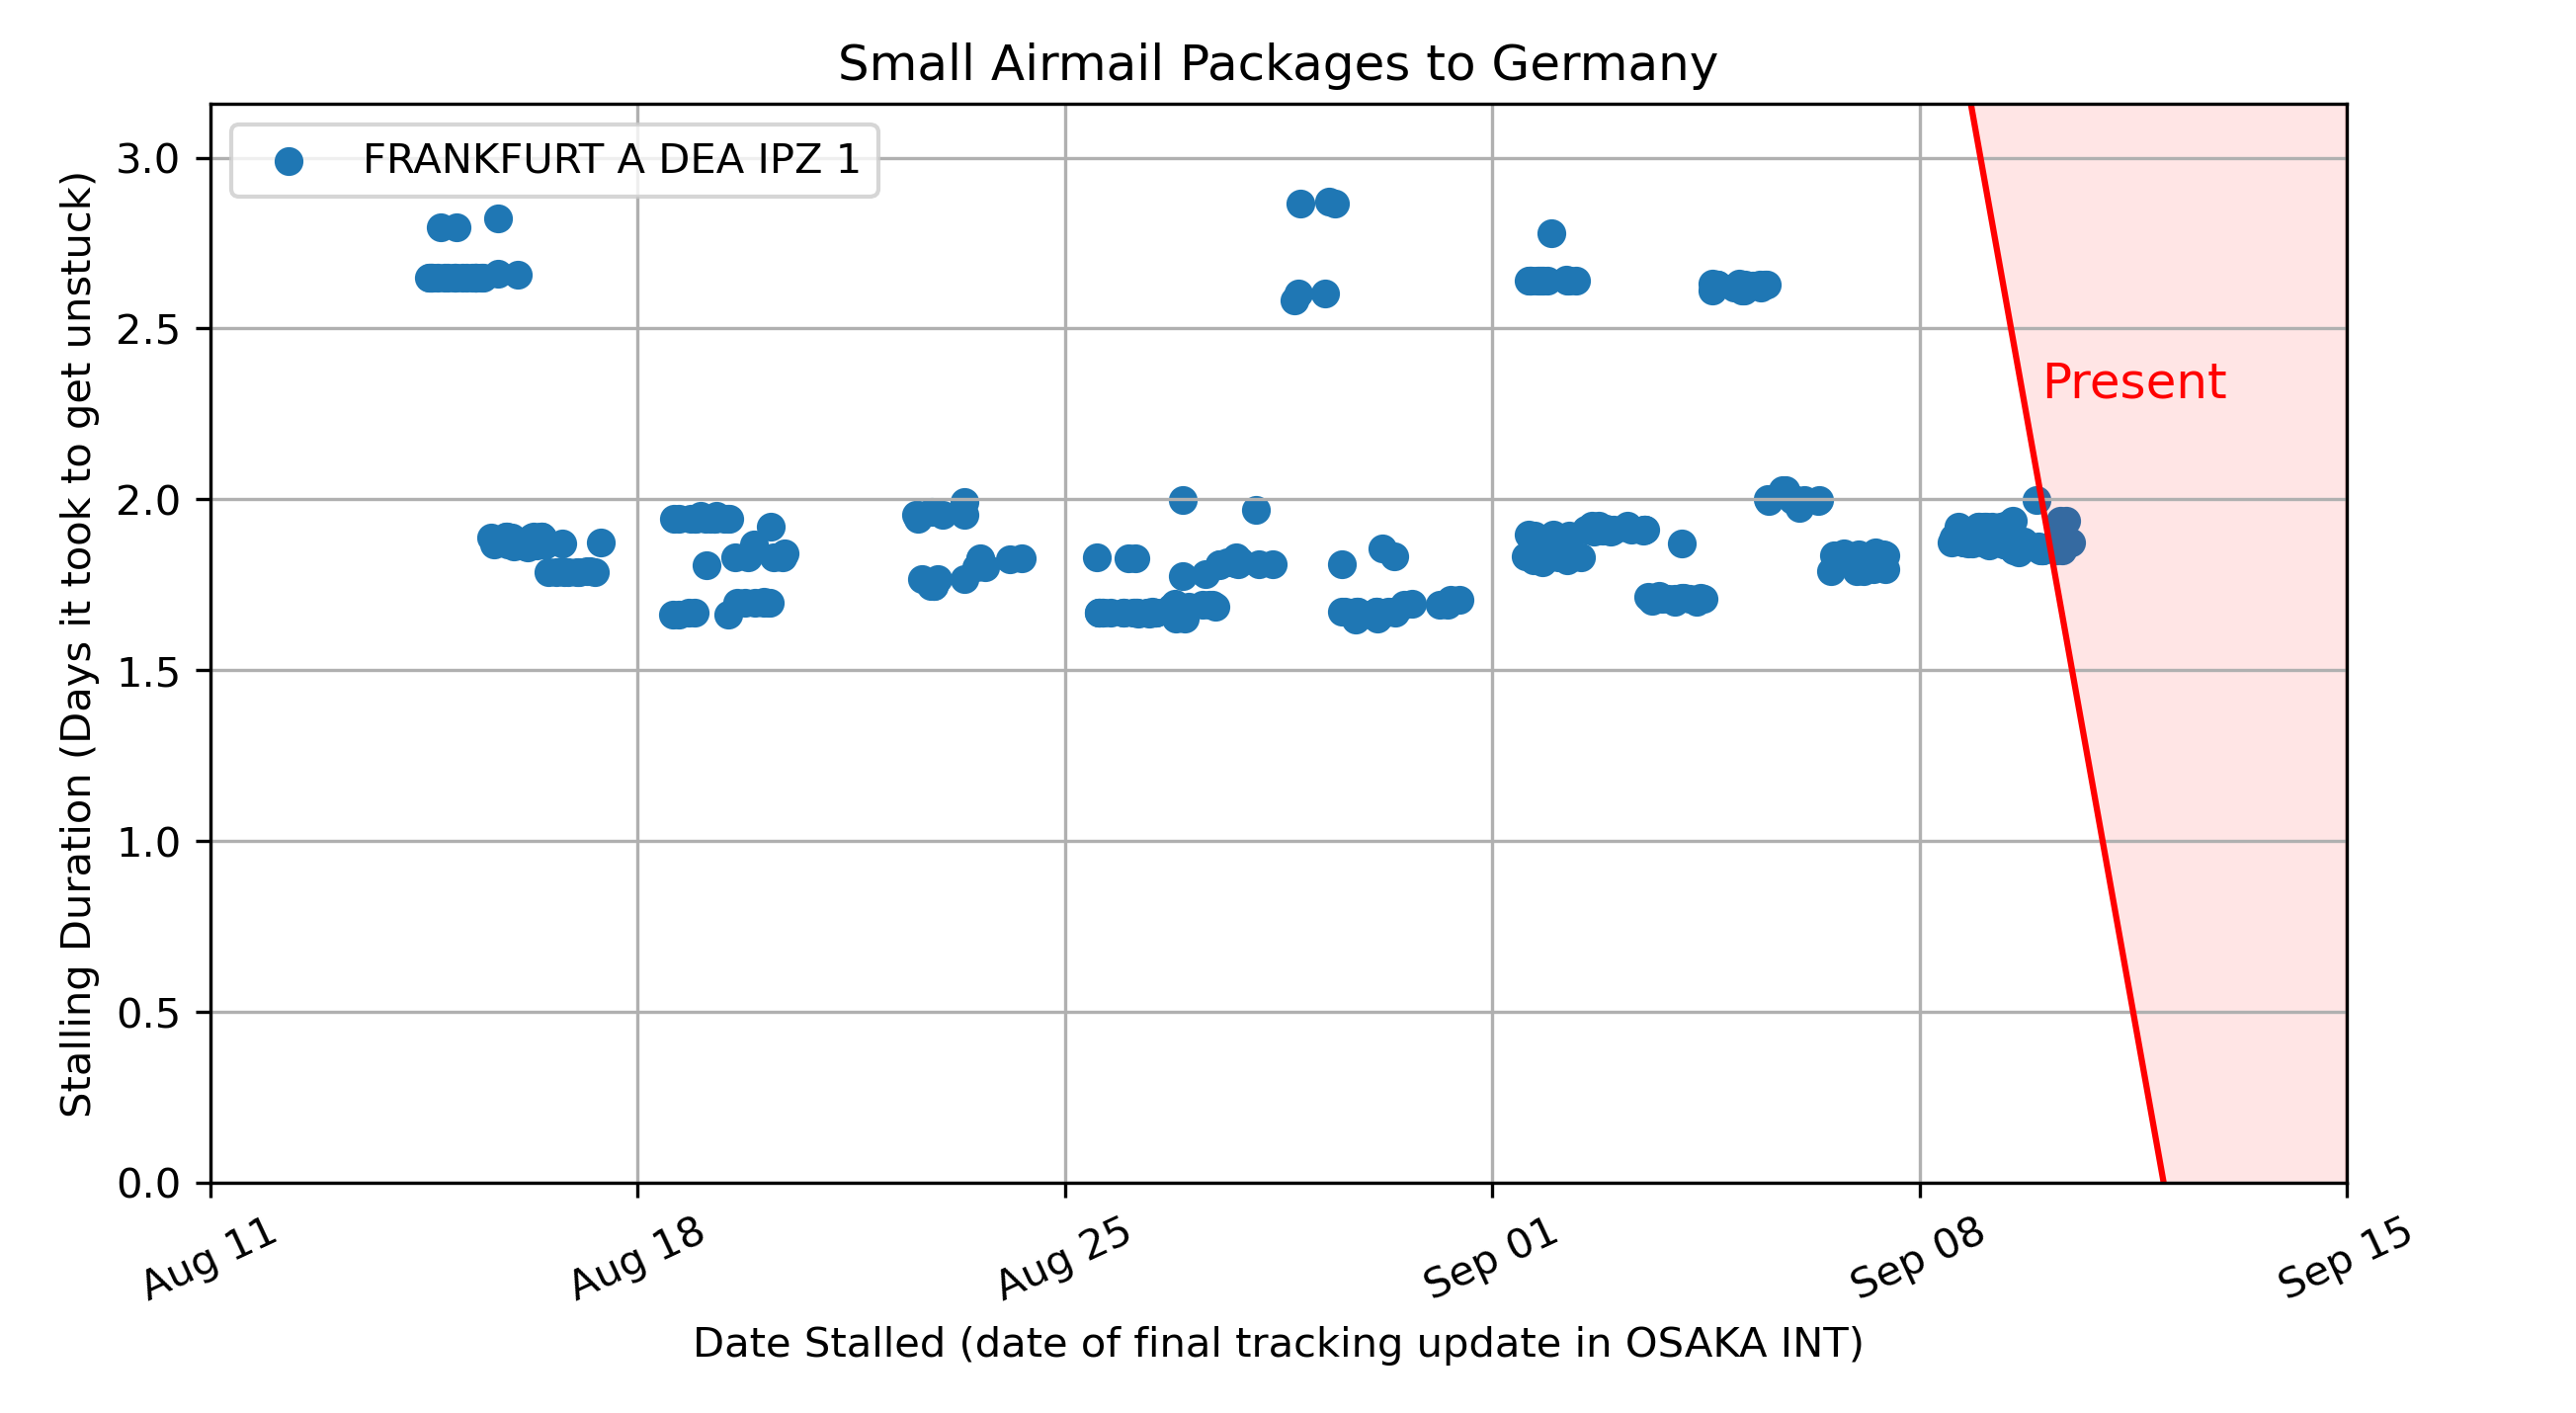 Small Airmail Packages to Germany
FRANKFURT A DEA IPZ 1
Stalling Duration (Days it took to get unstuck)
3.0
2.5
2.0
1.5
1.0
0.5
0.0
Present
Aug 11
Aug 18
Aug 25
Sep 01
Sep 08
Sep 15
Date Stalled (date of final tracking update in OSAKA INT)